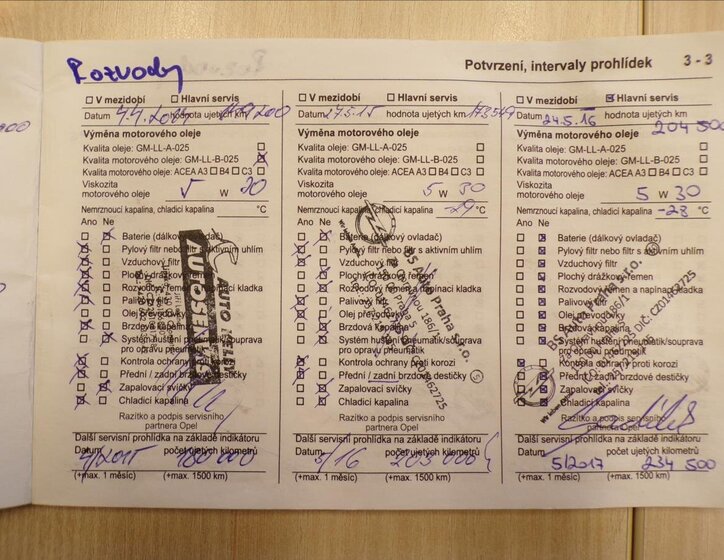 Rozvody
Potvrzení, intervaly prohlídek 3 - 3
V mezidobí Hlavní servis
Datum hodnota ujetých km
Výměna motorového oleje
Kvalita oleje: GM-LL-A-025
Kvalita motorového oleje: GM-LL-B-025
Kvalita motorového oleje: ACEA A3 B4 C3
Viskozita
motorového oleje 5 W 30
Nemrznoucí kapalina, chladicí kapalina °C
Ano Ne
Baterie (dálkový ovladač)
Pylový filtr nebo filtr s aktivním uhlím
Vzduchový filtr
Plochý drážkový řemen
Rozvodový řemen a napínací kladka
Palivový filtr
Olej převodovky
Brzdová kapalina
Systém huštění pneumatik/souprava
pro opravu pneumatik
Kontrola ochrany proti korozi
Přední / zadní brzdové destičky
Zapalovací svíčky
Chladicí kapalina
Razítko a podpis servisního
partnera Opel
Další servisní prohlídka na základě indikátoru
Datum počet ujetých kilometrů
4/2015 180 000
(+max. 1 měsíc) (+max. 1500 km)
V mezidobí Hlavní servis
Datum 27.5.15 hodnota ujetých km 173549
Výměna motorového oleje
Kvalita oleje: GM-LL-A-025
Kvalita motorového oleje: GM-LL-B-025
Kvalita motorového oleje: ACEA A3 B4 C3
Viskozita
motorového oleje 5 W 30
Nemrznoucí kapalina, chladicí kapalina -29 °C
Ano Ne
Baterie (dálkový ovladač)
Pylový filtr nebo filtr s aktivním uhlím
Vzduchový filtr
Plochý drážkový řemen
Rozvodový řemen a napínací kladka
Palivový filtr
Olej převodovky
Brzdová kapalina
Systém huštění pneumatik/souprava
pro opravu pneumatik
Kontrola ochrany proti korozi
Přední / zadní brzdové destičky
Zapalovací svíčky
Chladicí kapalina
Razítko a podpis servisního
partnera Opel
Další servisní prohlídka na základě indikátoru
Datum počet ujetých kilometrů
5/16 203 000
(+max. 1 měsíc) (+max. 1500 km)
V mezidobí Hlavní servis
Datum 24.5.16 hodnota ujetých km
204 500
Výměna motorového oleje
Kvalita oleje: GM-LL-A-025
Kvalita motorového oleje: GM-LL-B-025
Kvalita motorového oleje: ACEA A3 B4 C3
Viskozita
motorového oleje 5 W 30
Nemrznoucí kapalina, chladicí kapalina -28 °C
Ano Ne
Baterie (dálkový ovladač)
Pylový filtr nebo filtr s aktivním uhlím
Vzduchový filtr
Plochý drážkový řemen
Rozvodový řemen a napínací kladka
Palivový filtr
Olej převodovky
Brzdová kapalina
Systém huštění pneumatik/souprava
pro opravu pneumatik
Kontrola ochrany proti korozi
Přední / zadní brzdové destičky
Zapalovací svíčky
Chladicí kapalina
Razítko a podpis servisního
partnera Opel
Další servisní prohlídka na základě indikátoru
Datum počet ujetých kilometrů
5/2017 234 500
(+max. 1 měsíc) (+max. 1500 km)